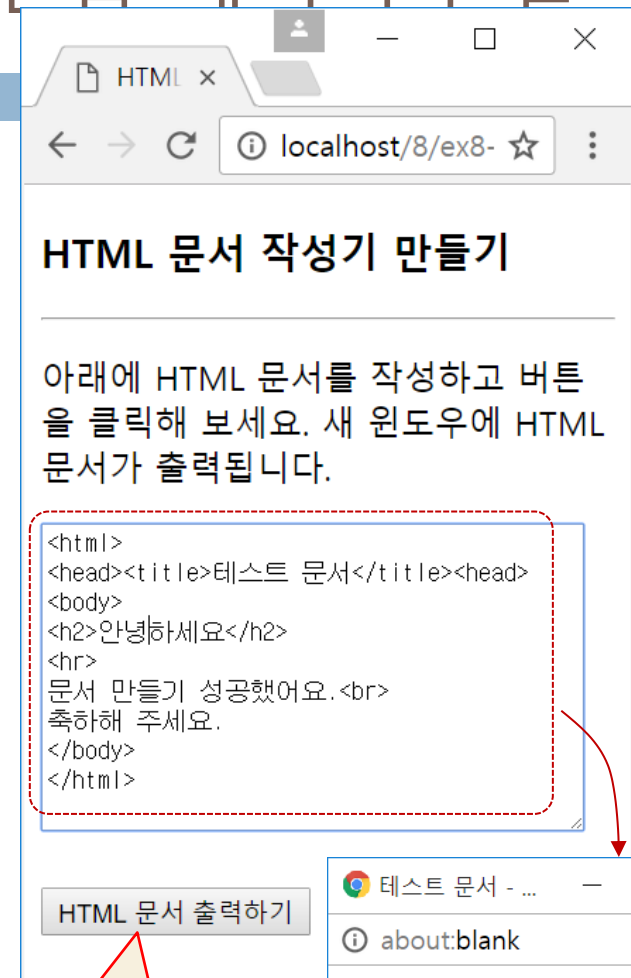 HTML
localhost/8/ex8-
HTML 문서 작성기 만들기
아래에 HTML 문서를 작성하고 버튼
을 클릭해 보세요. 새 윈도우에 HTML
문서가 출력됩니다.
<html>
<head><title>테스트 문서</title><head>
<body>
<h2>안녕하세요</h2>
<hr>
문서 만들기 성공했어요.<br>
축하해 주세요.
</body>
</html>
테스트 문서 - ...
HTML 문서 출력하기
about:blank